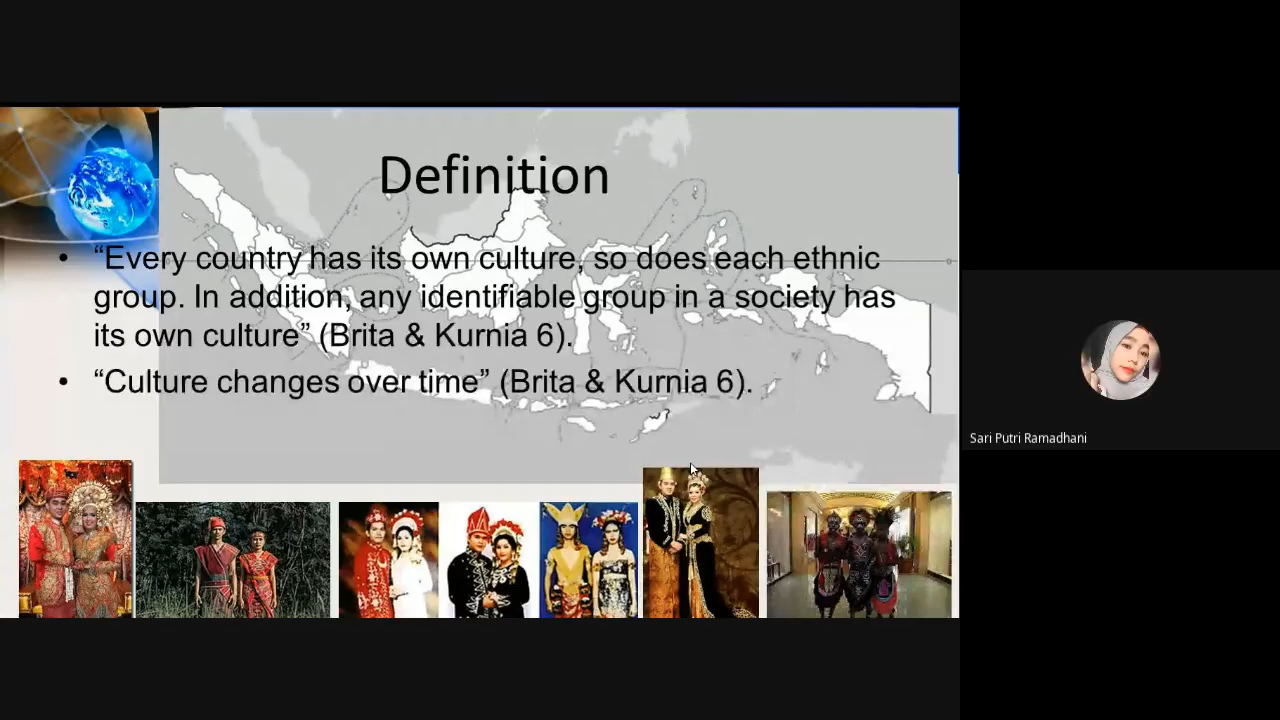 Definition
• “Every country has its own culture, so does each ethnic
group. In addition, any identifiable group in a society has
its own culture” (Brita & Kurnia 6).
• “Culture changes over time” (Brita & Kurnia 6).
Sari Putri Ramadhani